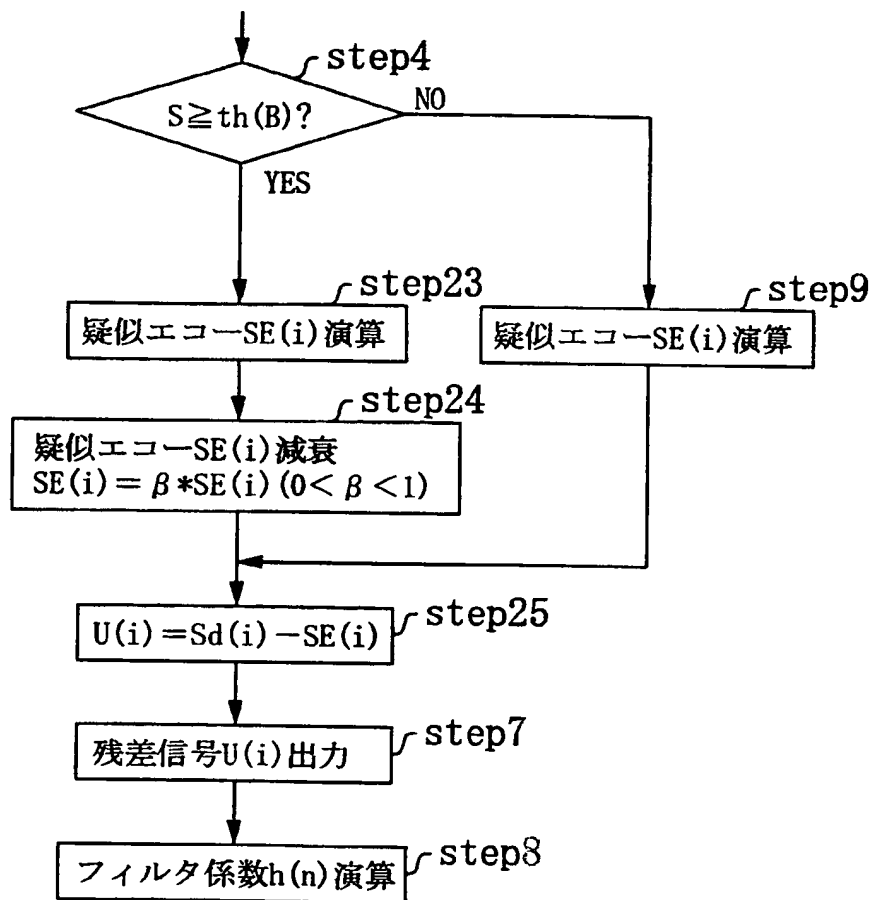 step4
S≧th(B)?
NO
YES
step23
疑似エコーSE(i)演算
step9
疑似エコーSE(i)演算
step24
疑似エコーSE(i)減衰
SE(i)=β*SE(i)(0<β<1)
step25
U(i)=Sd(i)-SE(i)
step7
残差信号U(i)出力
step8
フィルタ係数h(n)演算